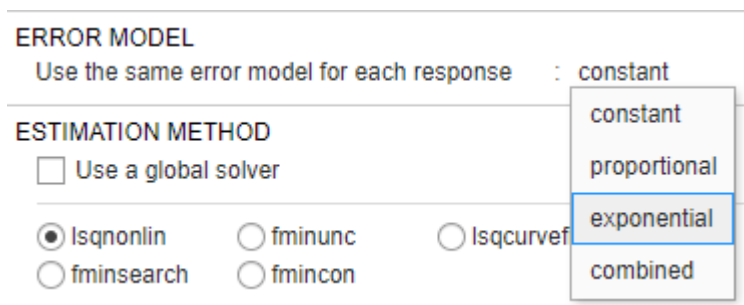 ERROR MODEL
Use the same error model for each response : constant
constant
ESTIMATION METHOD
Use a global solver
proportional
exponential
lsqnonlin fminunc lsqcurvef
fminsearch fmincon
combined